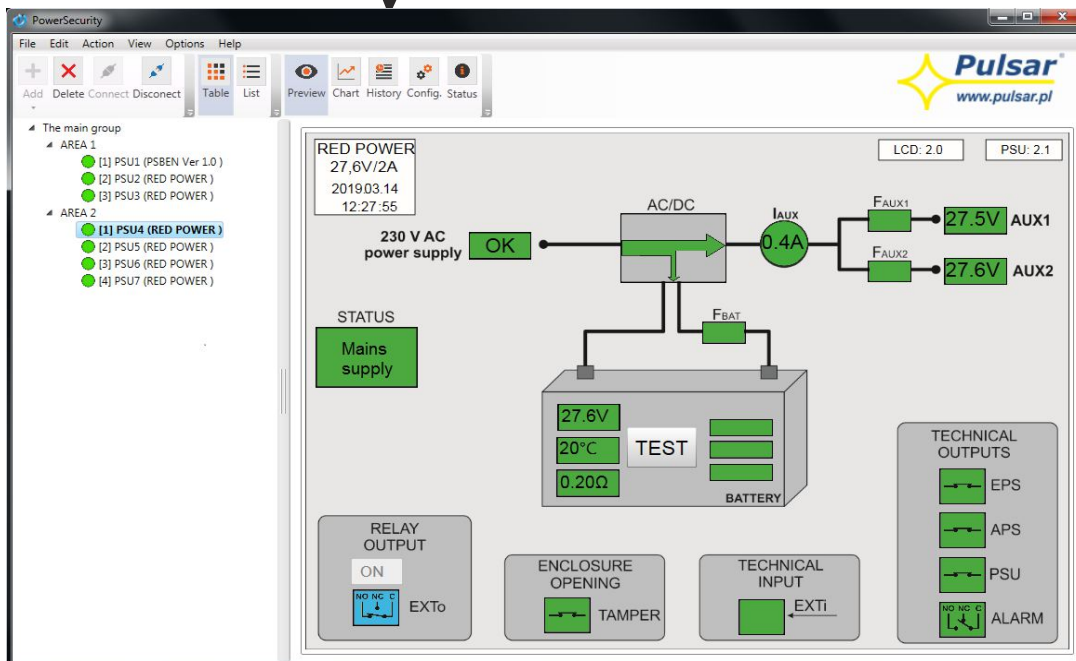 PowerSecurity
File Edit Action View Options Help
Add Delete Connect Disconect Table List Preview Chart History Config. Status
Pulsar
www.pulsar.pl
The main group
AREA 1
[1] PSU1 (PSBEN Ver 1.0 )
[2] PSU2 (RED POWER )
[3] PSU3 (RED POWER )
AREA 2
[1] PSU4 (RED POWER )
[2] PSU5 (RED POWER )
[3] PSU6 (RED POWER )
[4] PSU7 (RED POWER )
RED POWER
27,6V/2A
2019.03.14
12:27:55
LCD: 2.0
PSU: 2.1
230 V AC
power supply
OK
AC/DC
IAUX
0.4A
FAUX1
27.5V AUX1
FAUX2
27.6V AUX2
STATUS
Mains
supply
FBAT
27.6V
20°C
0.20Ω
TEST
BATTERY
RELAY
OUTPUT
ON
NO NC C
EXTo
ENCLOSURE
OPENING
TAMPER
TECHNICAL
INPUT
EXTi
TECHNICAL
OUTPUTS
EPS
APS
PSU
NO NC C
ALARM